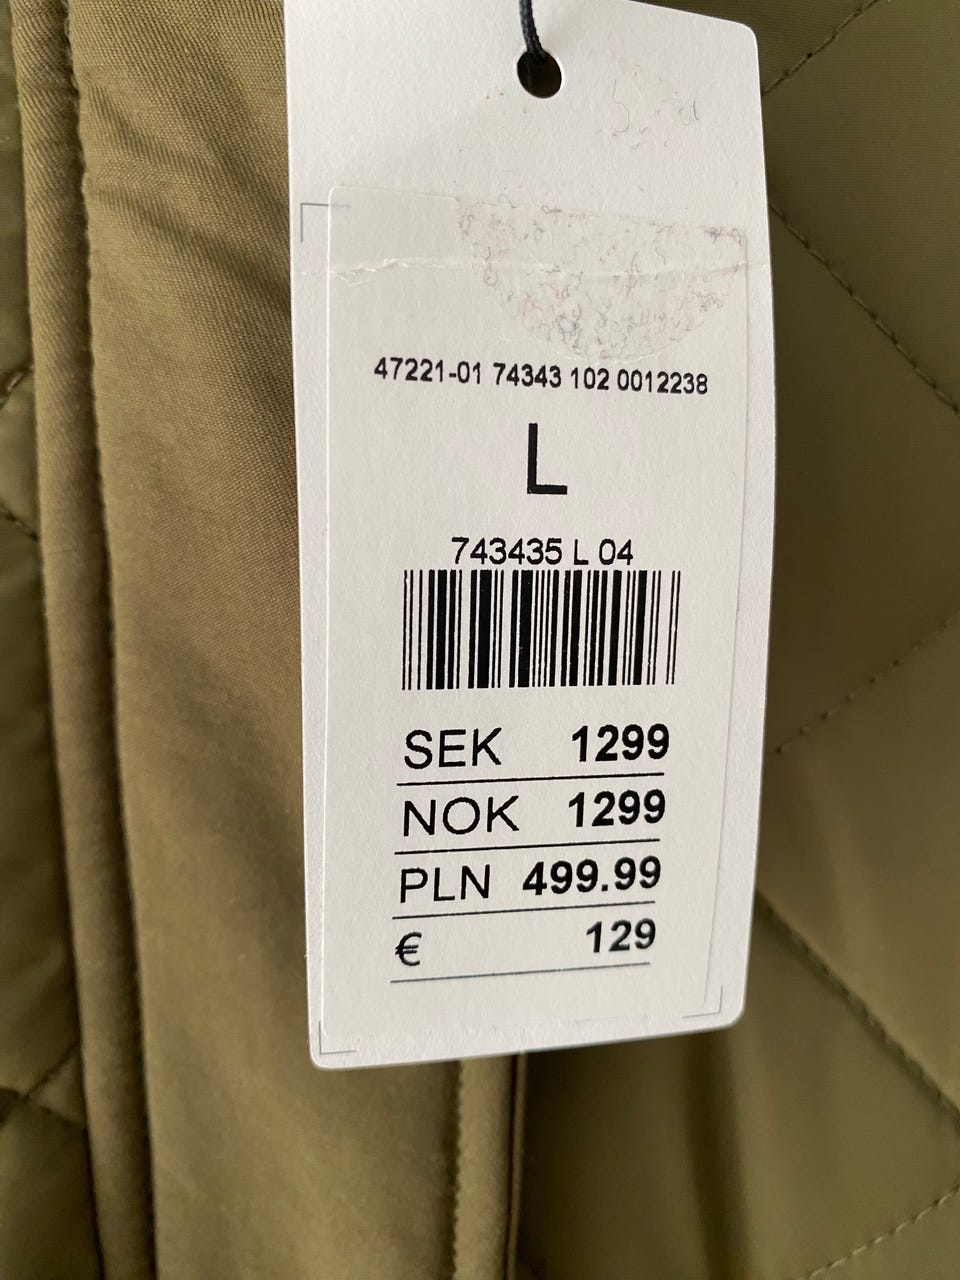 47221-01 74343 102 0012238
L
743435 L 04
SEK 1299
NOK 1299
PLN 499.99
€ 129